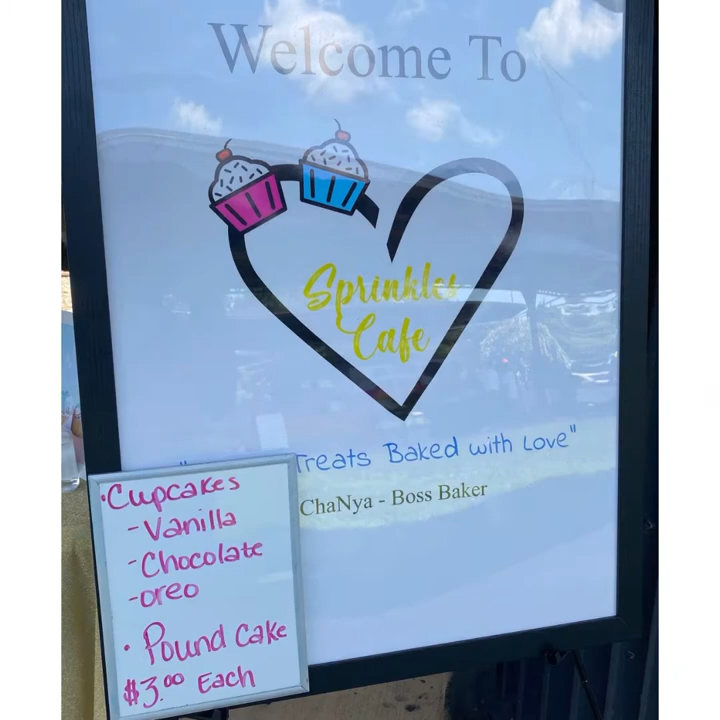 Welcome To
Sprinkles
Cafe
Treats Baked with Love"
ChaNya - Boss Baker
·Cupcakes
-Vanilla
-Chocolate
-oreo
· Pound Cake
$3.00 Each